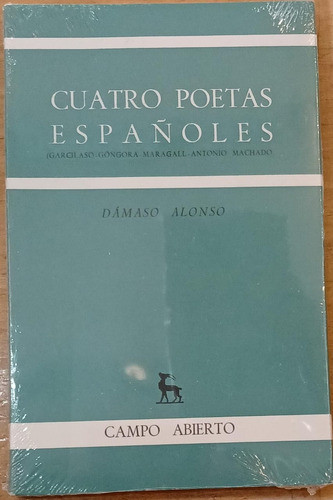 CUATRO POETAS
ESPAÑOLES
(GARCILASO GÓNGORA MARAGALL ANTONIO MACHADO
DÁMASO ALONSO
CAMPO ABIERTO